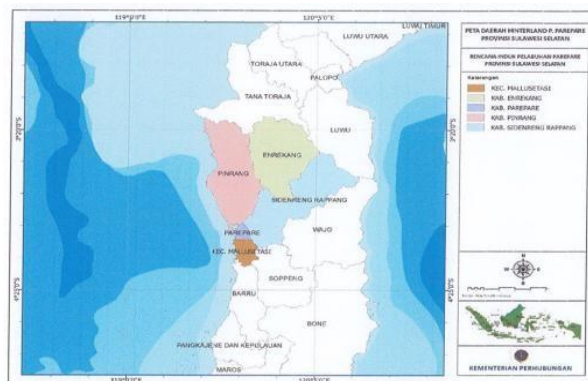 119°0'0"E
120°5'0"E
LUWU TIMUR
LUWU UTARA
TORAJA UTARA
PALOPO
TANA TORAJA
LUWU
ENREKANG
PINRANG
SIDENRENG RAPPANG
PAREPARE
WAJO
KEC. MALLUSETASI
SOPPENG
BARRU
BONE
PANGKAJENE DAN KEPULAUAN
MAROS
PETA DAERAH HINTERLAND P. PAREPARE
PROVINSI SULAWESI SELATAN
RENCANA INDUK PELABUHAN PAREPARE
PROVINSI SULAWESI SELATAN
Keterangan
KEC. MALLUSETASI
KAB. ENREKANG
KAB. PAREPARE
KAB. PINRANG
KAB. SIDENRENG RAPPANG
KEMENTERIAN PERHUBUNGAN